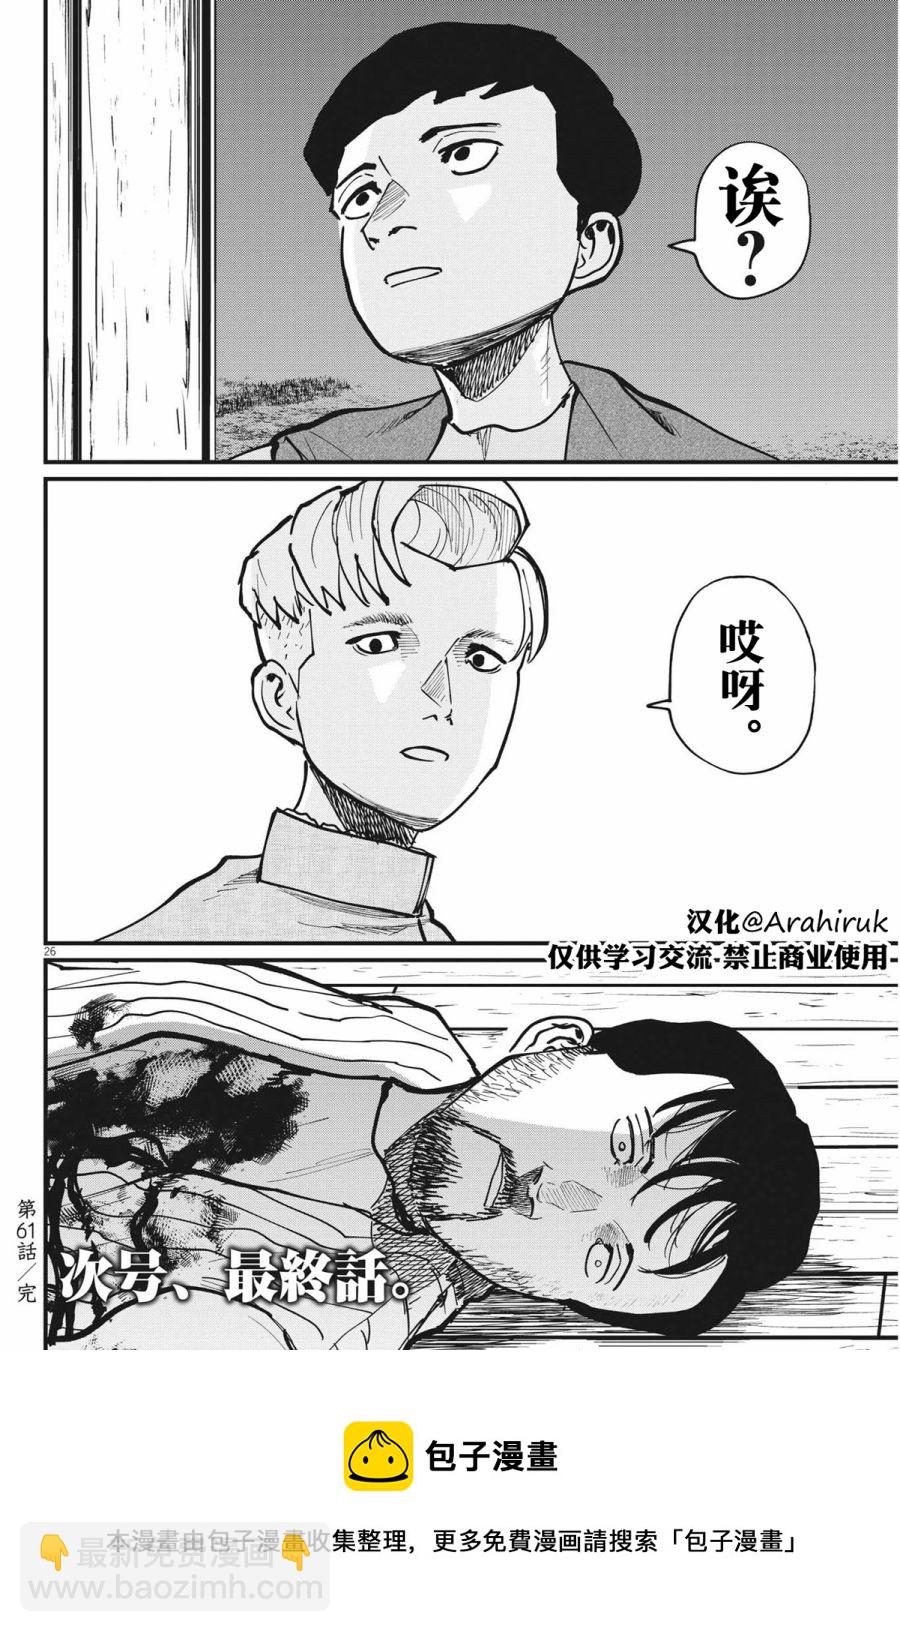 诶？
哎呀。
汉化@Arahiruk
仅供学习交流·禁止商业使用
26
第61話／完
次号、最終話。
包子漫畫
本漫畫由包子漫畫收集整理，更多免費漫画請搜索「包子漫畫」
👇最新免费漫画👇
www.baozimh.com